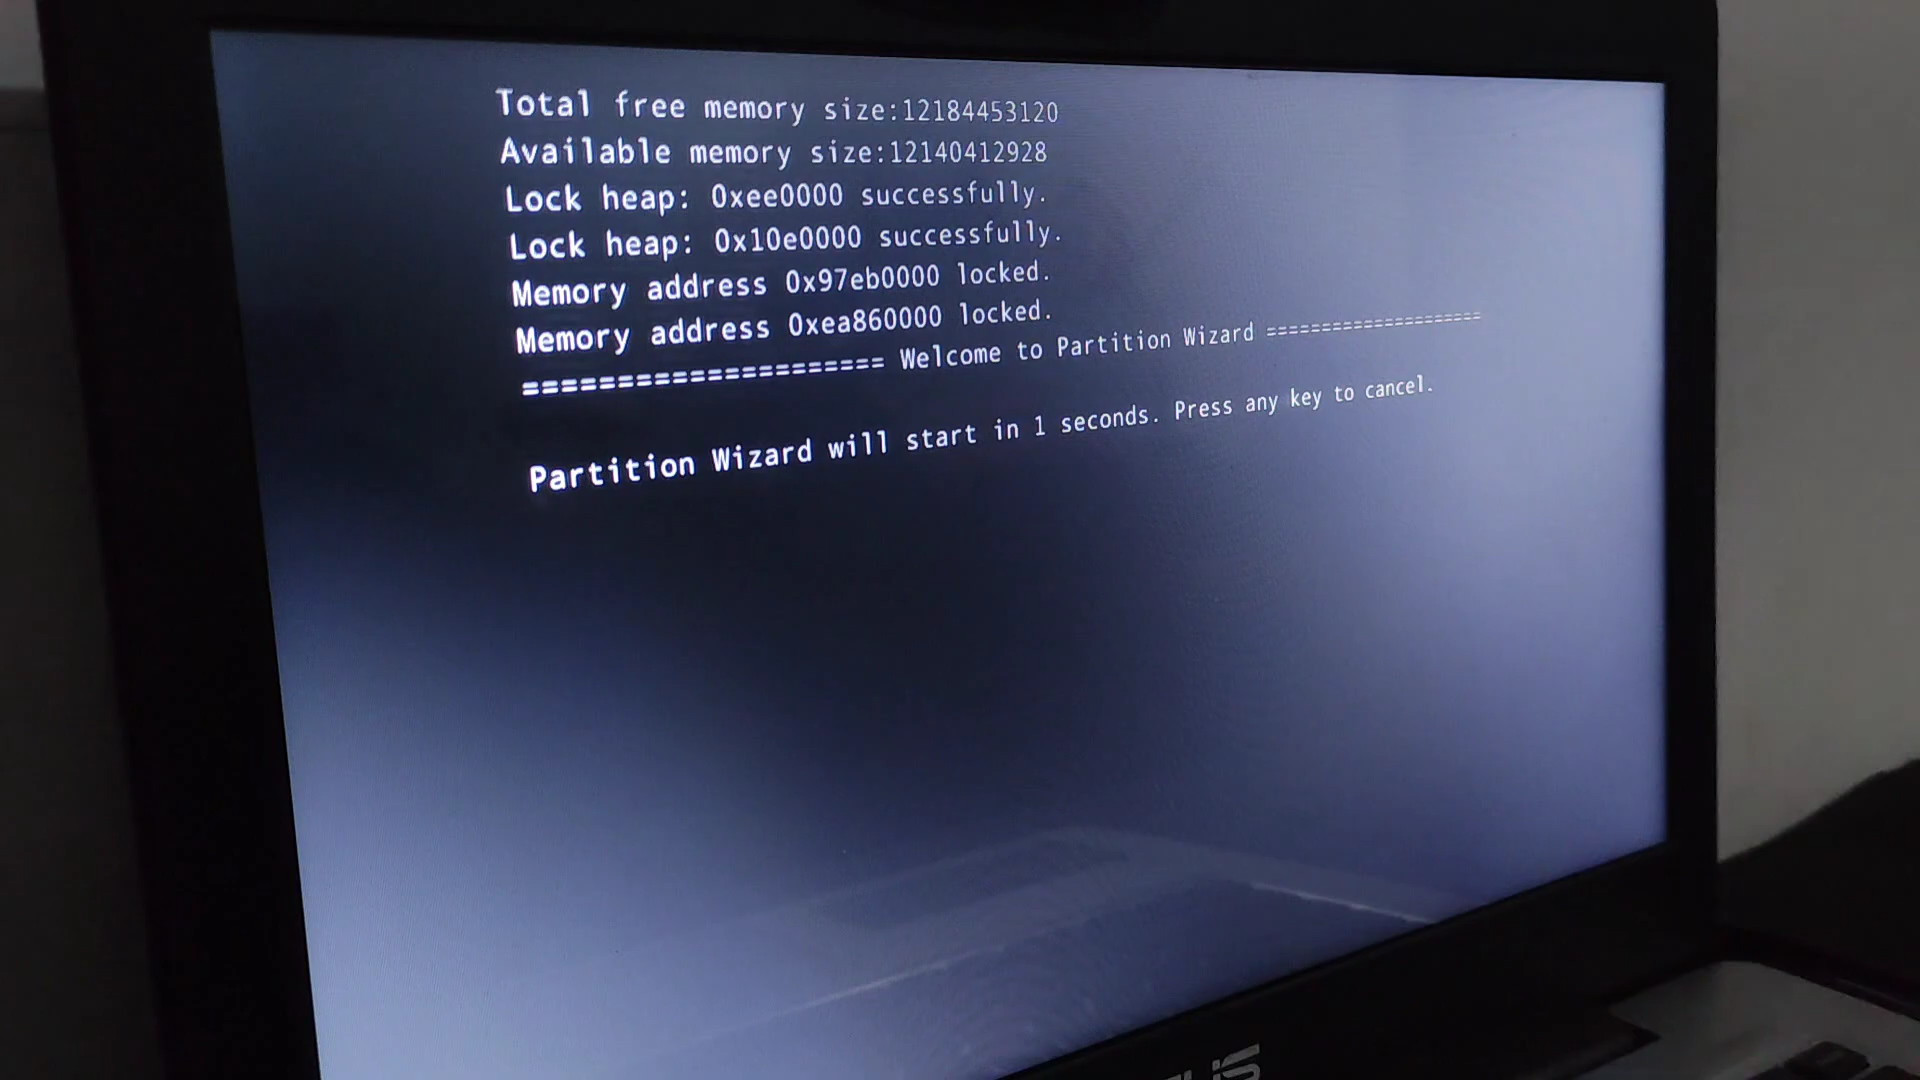 Total free memory size:12184453120
Available memory size:12140412928
Lock heap: 0xee0000 successfully.
Lock heap: 0x10e0000 successfully.
Memory address 0x97eb0000 locked.
Memory address 0xea860000 locked.
==================== Welcome to Partition Wizard ====================
Partition Wizard will start in 1 seconds. Press any key to cancel.